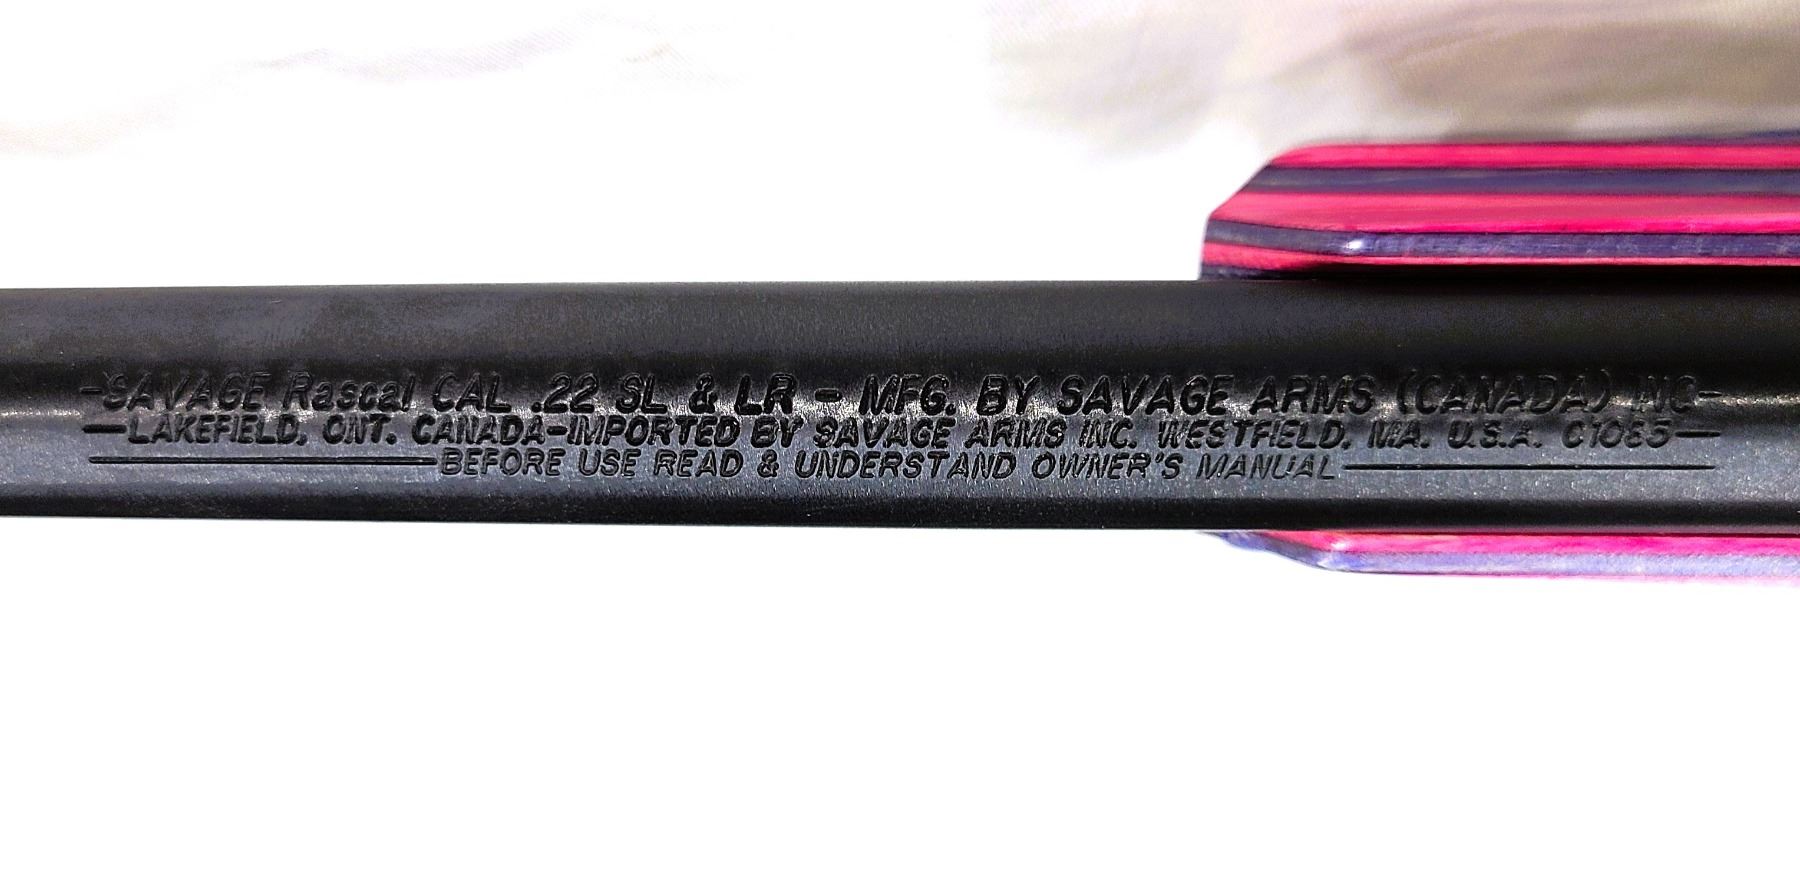 -SAVAGE Rascal CAL .22 SL & LR - MFG. BY SAVAGE ARMS (CANADA) INC-
—LAKEFIELD, ONT. CANADA-IMPORTED BY SAVAGE ARMS INC. WESTFIELD, MA. U.S.A. 01085—
BEFORE USE READ & UNDERSTAND OWNER'S MANUAL